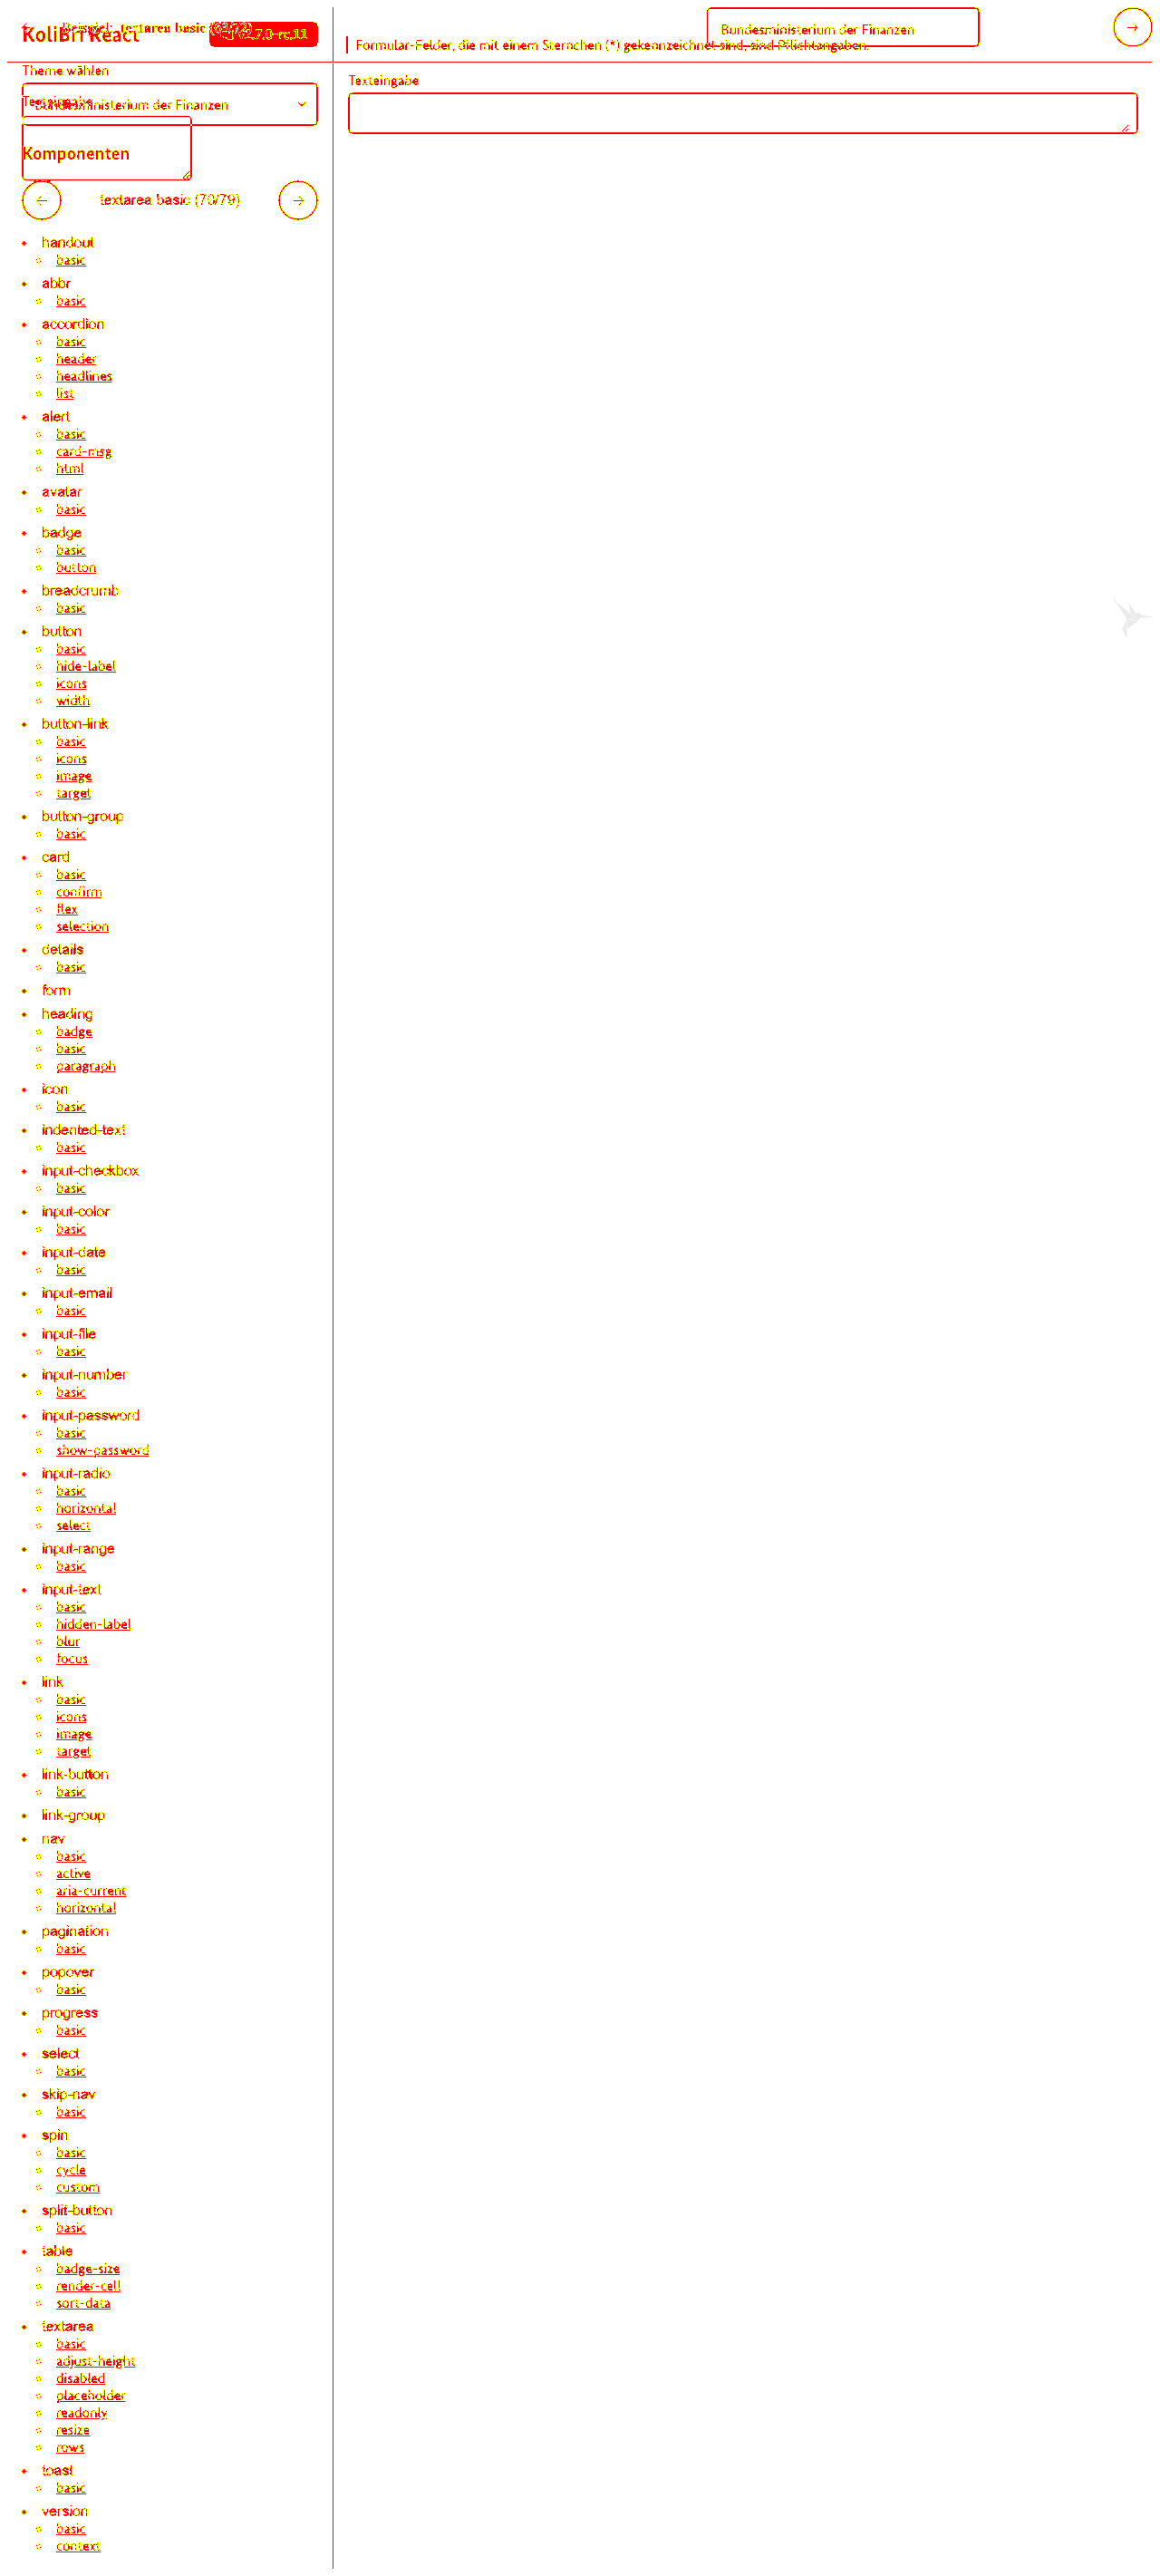 Beispiel: textarea basic
KoliBri React
v1.7.0-rc.11
Bundesministerium der Finanzen
Formular-Felder, die mit einem Sternchen (*) gekennzeichnet sind, sind Pflichtangaben.
Theme wählen
Texteingabe
Texteingabe
Bundesministerium der Finanzen
Komponenten
textarea basic (70/79)
handout
basic
abbr
basic
accordion
basic
header
headlines
list
alert
basic
card-msg
html
avatar
basic
badge
basic
button
breadcrumb
basic
button
basic
hide-label
icons
width
button-link
basic
icons
image
target
button-group
basic
card
basic
confirm
flex
selection
details
basic
form
heading
badge
basic
paragraph
icon
basic
indented-text
basic
input-checkbox
basic
input-color
basic
input-date
basic
input-email
basic
input-file
basic
input-number
basic
input-password
basic
show-password
input-radio
basic
horizontal
select
input-range
basic
input-text
basic
hidden-label
blur
focus
link
basic
icons
image
target
link-button
basic
link-group
nav
basic
active
aria-current
horizontal
pagination
basic
popover
basic
progress
basic
select
basic
skip-nav
basic
spin
basic
cycle
custom
split-button
basic
table
badge-size
render-cell
sort-data
textarea
basic
adjust-height
disabled
placeholder
readonly
resize
rows
toast
basic
version
basic
context